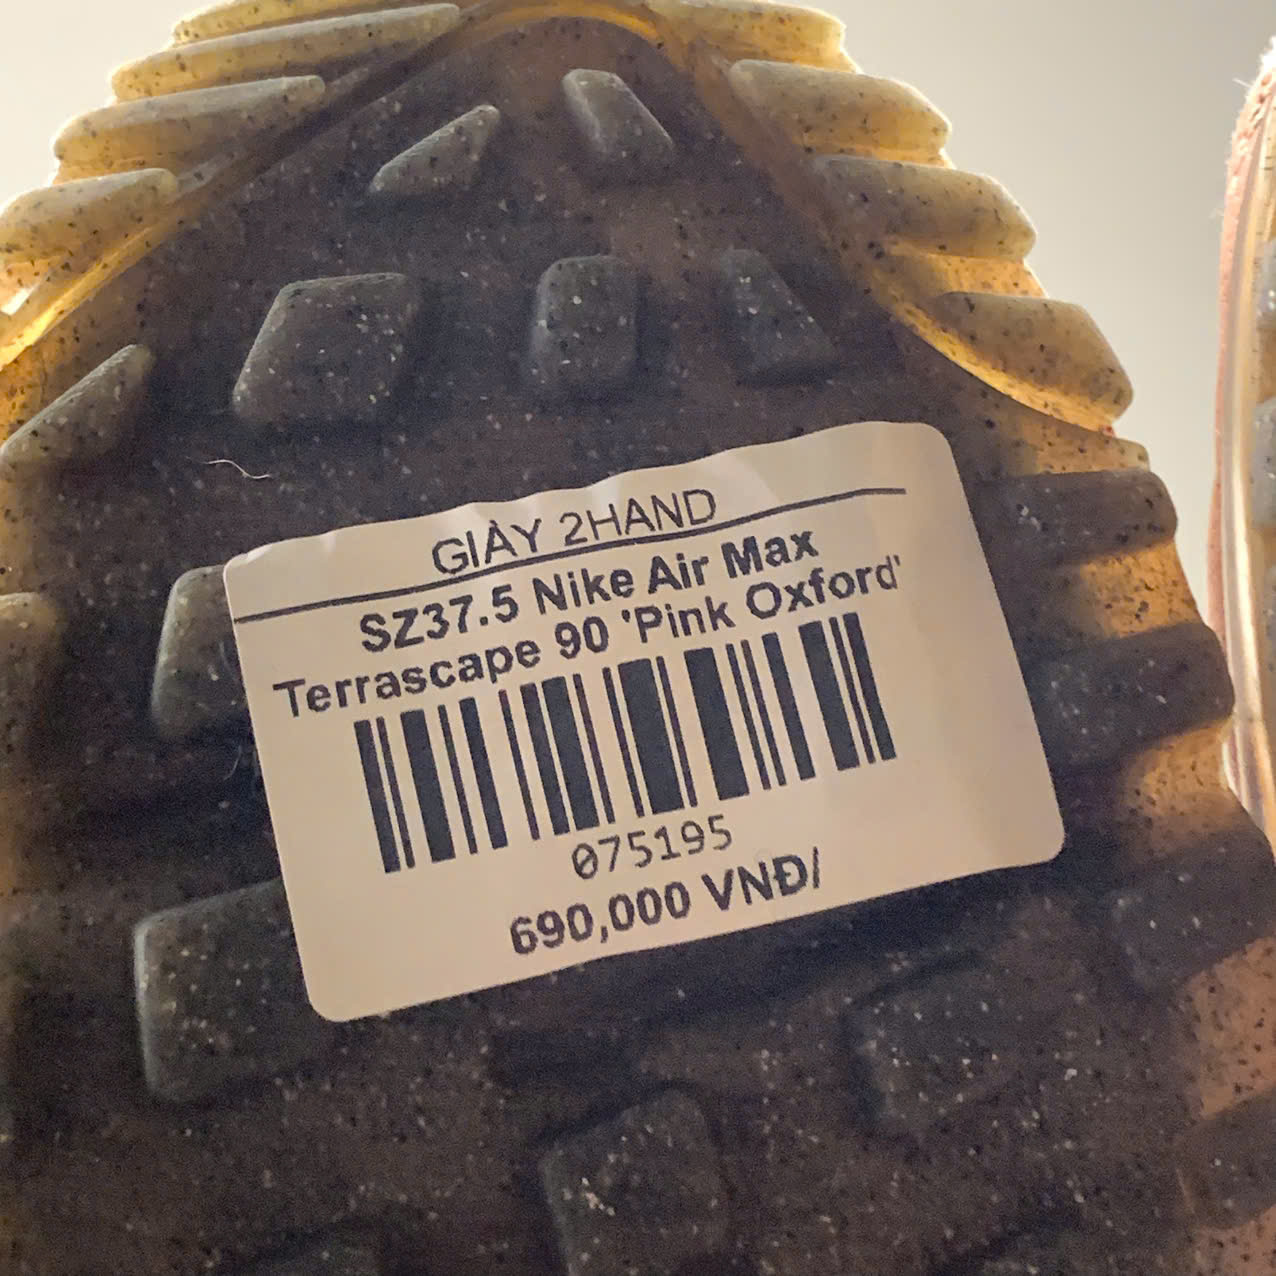 GIÀY 2HAND
SZ37.5 Nike Air Max
Terrascape 90 'Pink Oxford'
075195
690,000 VNĐ/